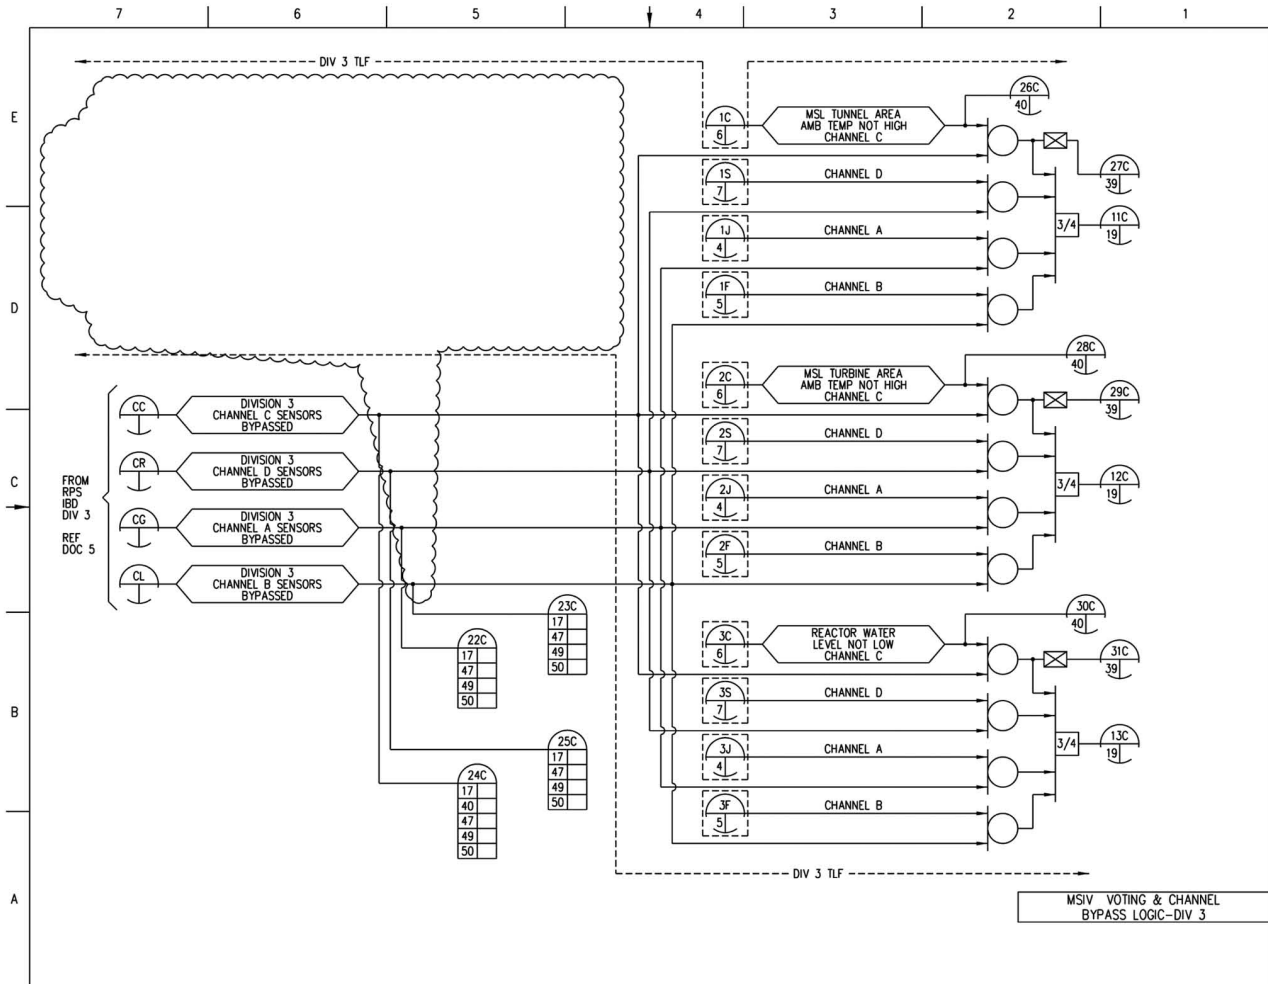 7 6 5 4 3 2 1
E
D
C
B
A
DIV 3 TLF
1C
6
MSL TUNNEL AREA
AMB TEMP NOT HIGH
CHANNEL C
26C
40
1S
7
CHANNEL D
27C
39
1J
4
CHANNEL A
3/4
11C
19
1F
5
CHANNEL B
2C
6
MSL TURBINE AREA
AMB TEMP NOT HIGH
CHANNEL C
28C
40
29C
39
2S
7
CHANNEL D
2J
4
CHANNEL A
3/4
12C
19
2F
5
CHANNEL B
FROM
RPS
IBD
DIV 3
REF
DOC 5
CC
DIVISION 3
CHANNEL C SENSORS
BYPASSED
CR
DIVISION 3
CHANNEL D SENSORS
BYPASSED
CG
DIVISION 3
CHANNEL A SENSORS
BYPASSED
CL
DIVISION 3
CHANNEL B SENSORS
BYPASSED
23C
17
47
49
50
22C
17
47
49
50
25C
17
47
49
50
24C
17
40
47
49
50
3C
6
REACTOR WATER
LEVEL NOT LOW
CHANNEL C
30C
40
31C
39
3S
7
CHANNEL D
3J
4
CHANNEL A
3/4
13C
19
3F
5
CHANNEL B
DIV 3 TLF
MSIV VOTING & CHANNEL
BYPASS LOGIC-DIV 3